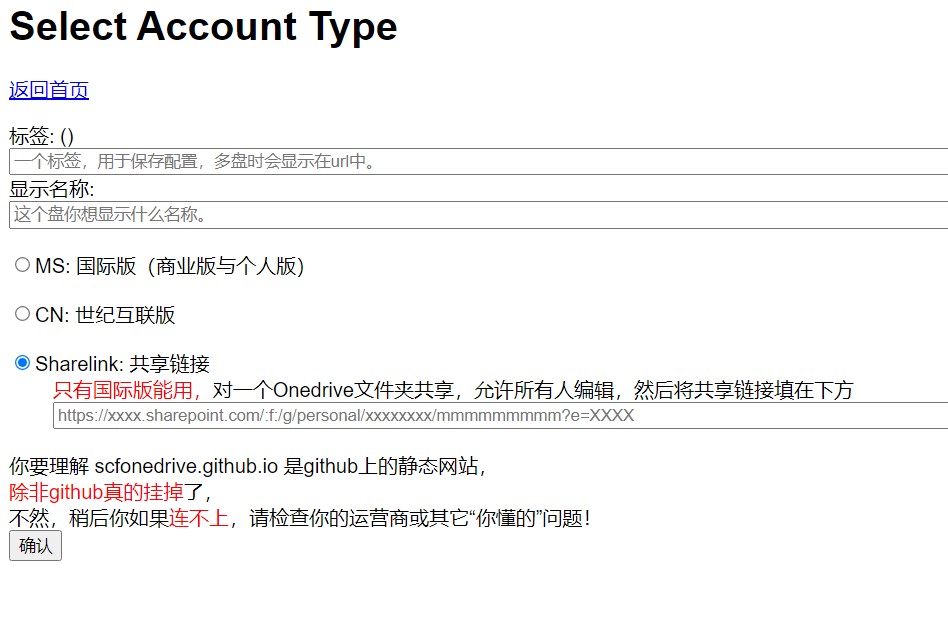 Select Account Type
返回首页
标签: ()
一个标签，用于保存配置，多盘时会显示在url中。
显示名称:
这个盘你想显示什么名称。
MS: 国际版（商业版与个人版）
CN: 世纪互联版
Sharelink: 共享链接
只有国际版能用，对一个Onedrive文件夹共享，允许所有人编辑，然后将共享链接填在下方
https://xxxx.sharepoint.com/:f:/g/personal/xxxxxxxx/mmmmmmmmmm?e=XXXX
你要理解 scfonedrive.github.io 是github上的静态网站，
除非github真的挂掉了，
不然，稍后你如果连不上，请检查你的运营商或其它“你懂的”问题！
确认